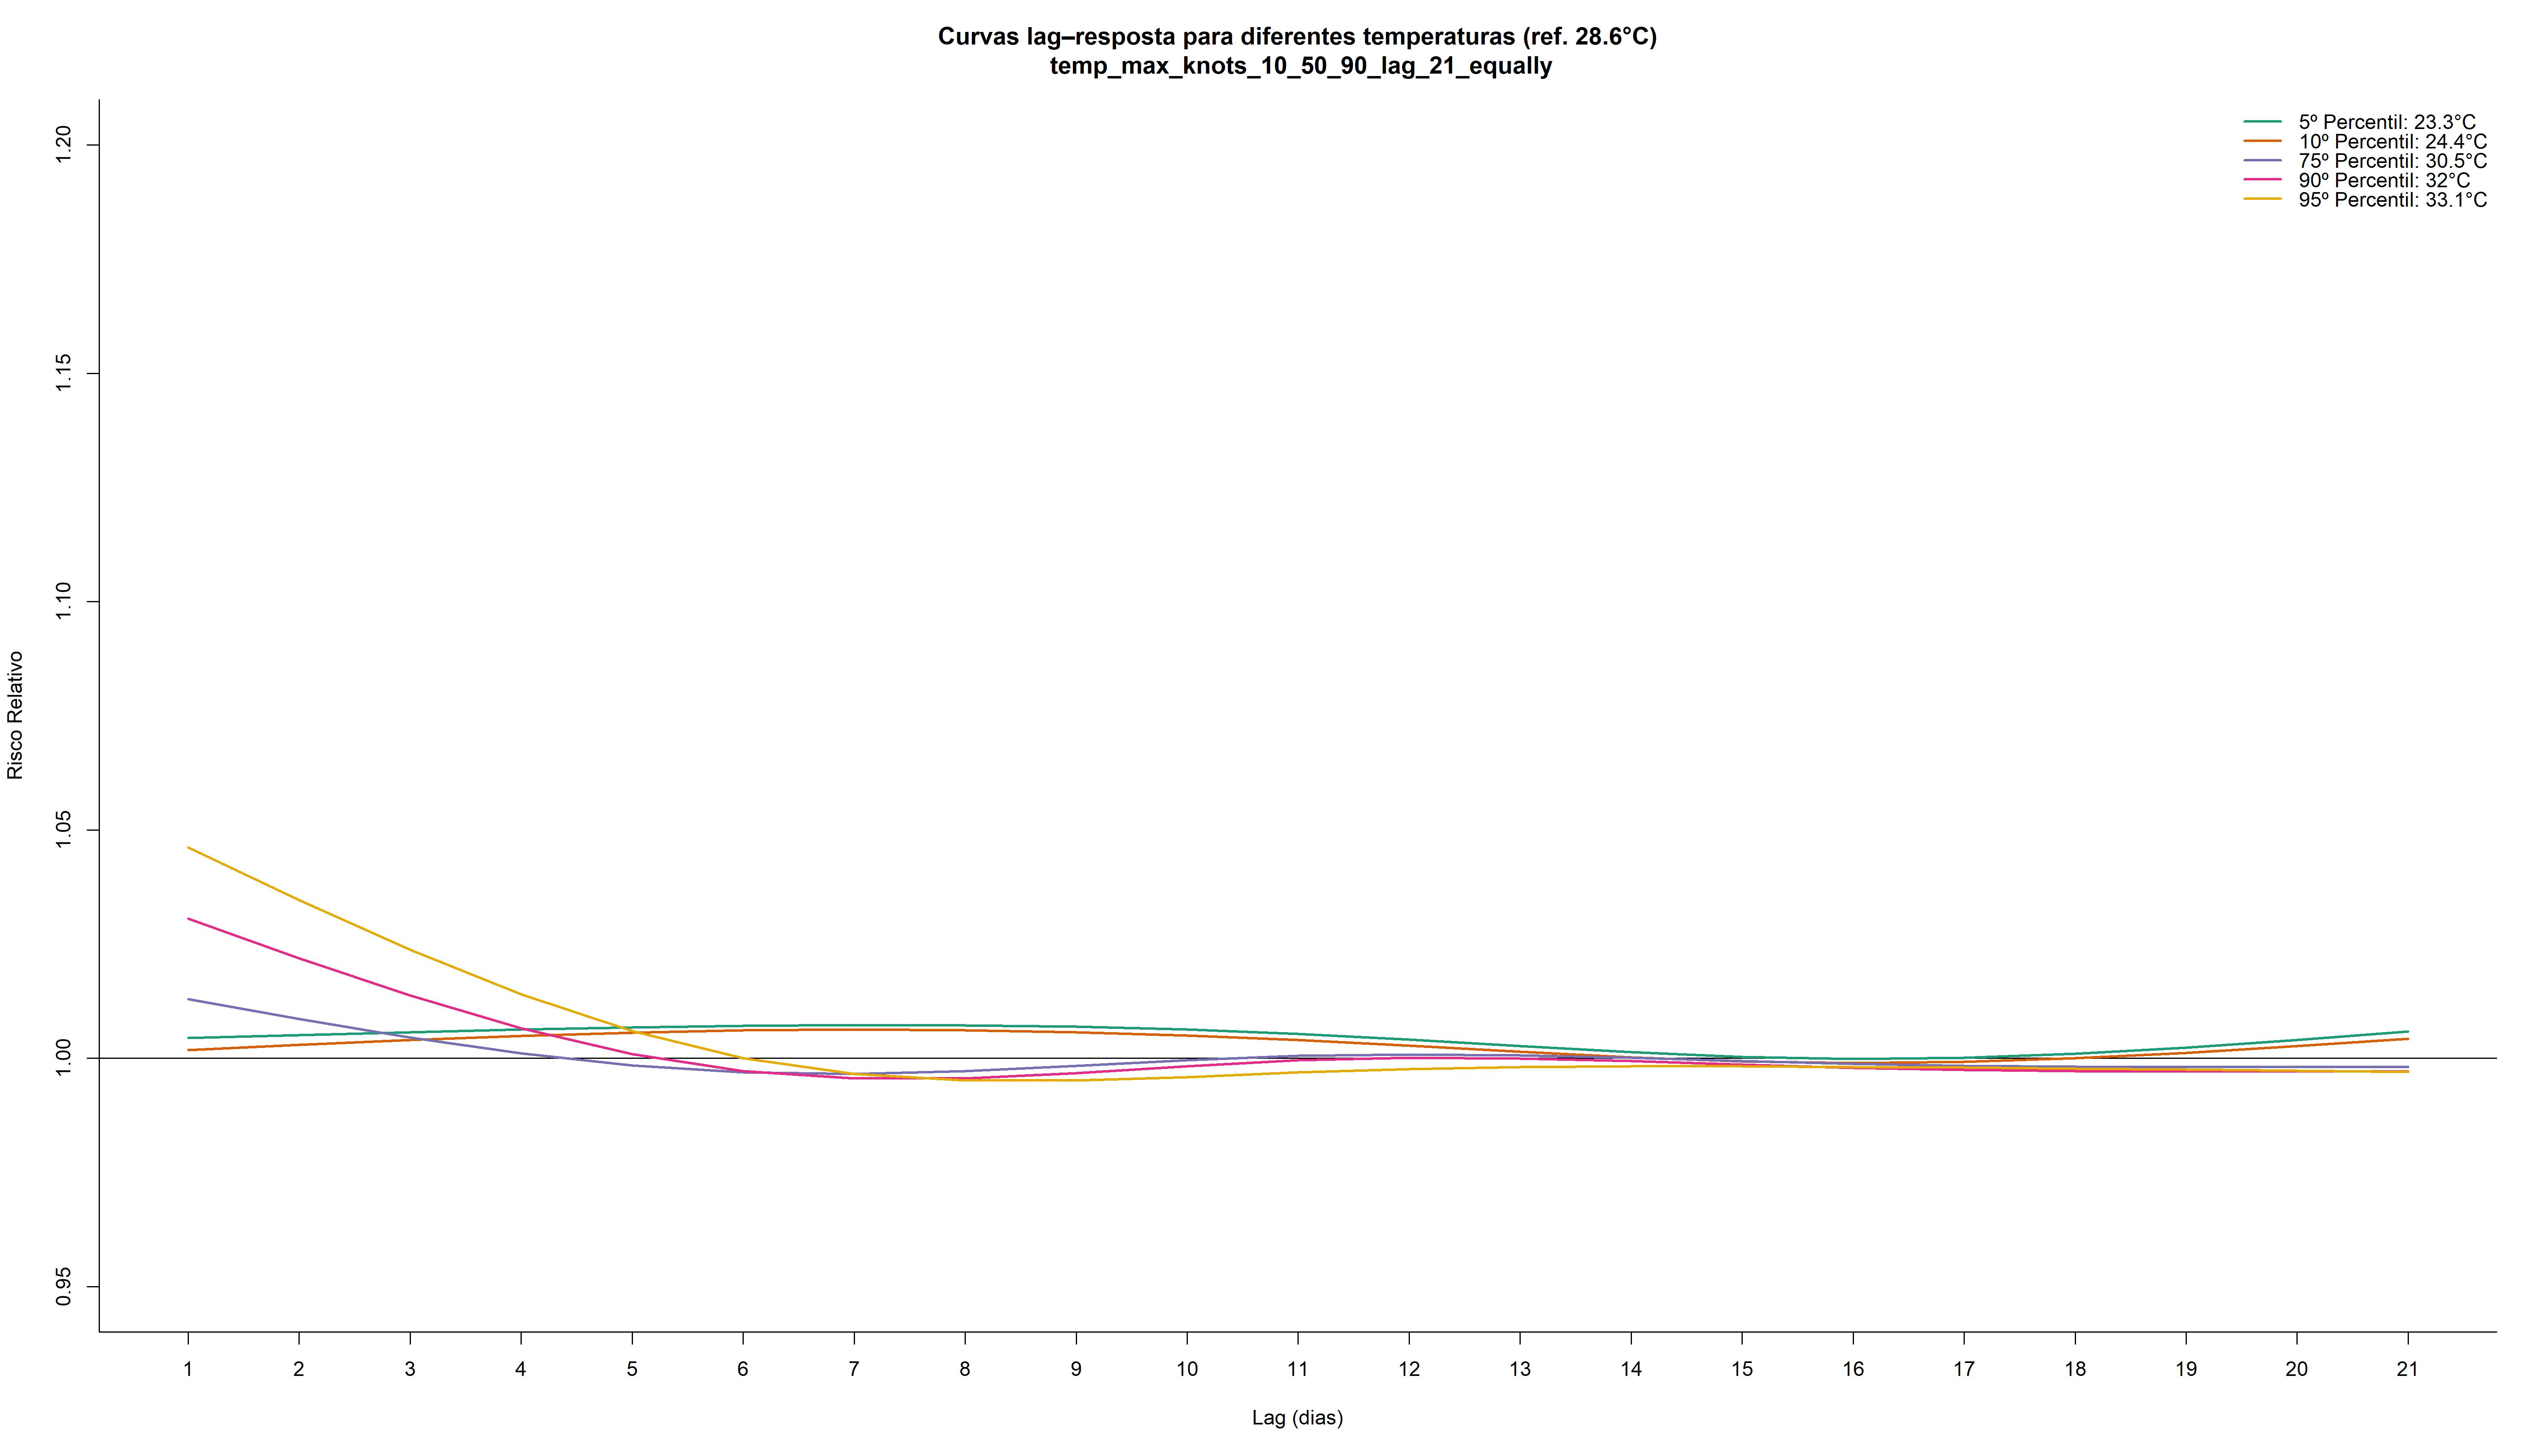 Curvas lag–resposta para diferentes temperaturas (ref. 28.6°C)
temp_max_knots_10_50_90_lag_21_equally
5º Percentil: 23.3°C
10º Percentil: 24.4°C
75º Percentil: 30.5°C
90º Percentil: 32°C
95º Percentil: 33.1°C
Risco Relativo
1.20
1.15
1.10
1.05
1.00
0.95
1 2 3 4 5 6 7 8 9 10 11 12 13 14 15 16 17 18 19 20 21
Lag (dias)